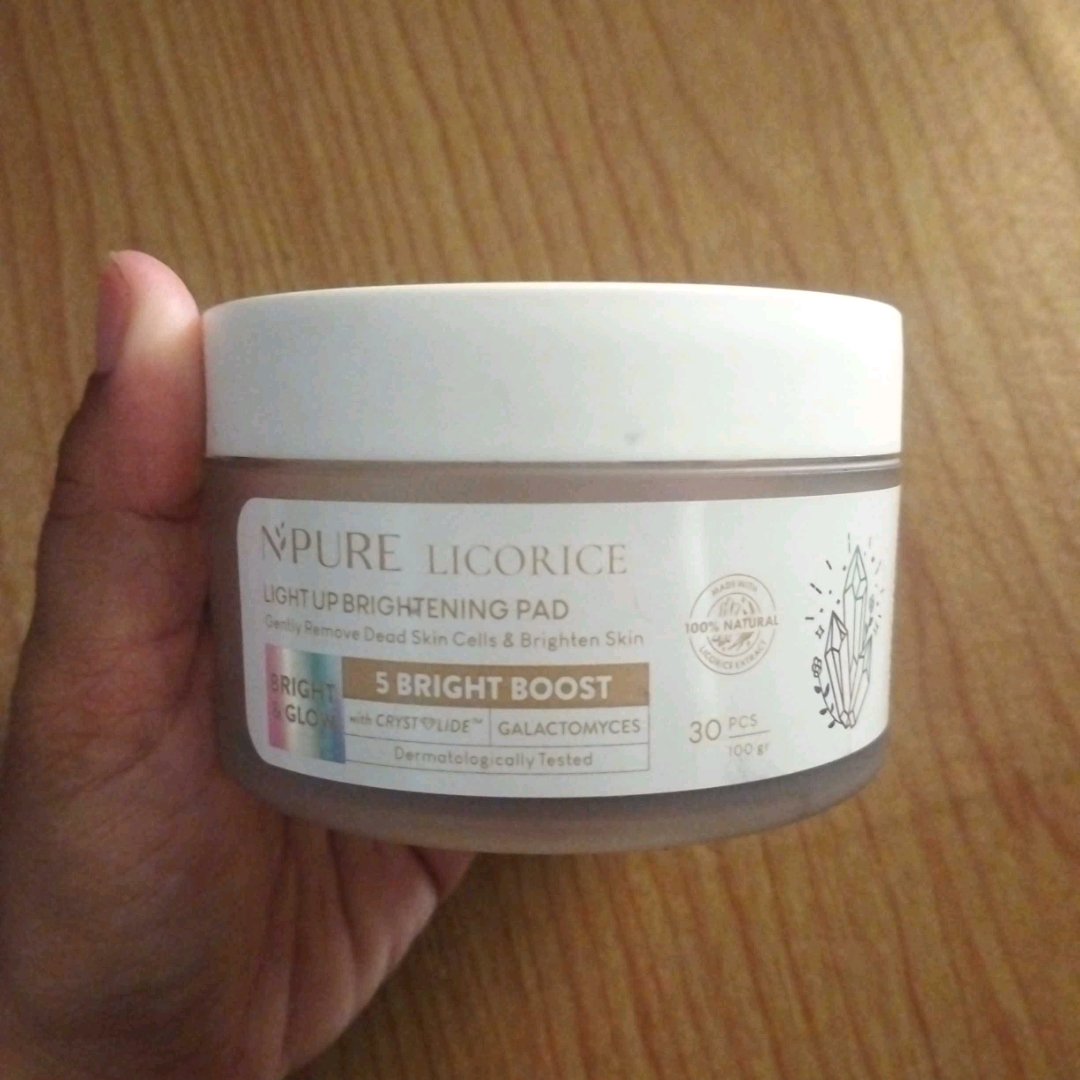 NPURE LICORICE
LIGHT UP BRIGHTENING PAD
Gently Remove Dead Skin Cells & Brighten Skin
BRIGHT
& GLOW
5 BRIGHT BOOST
with CRYSTOLIDE™
GALACTOMYCES
Dermatologically Tested
MADE WITH
100% NATURAL
LICORICE EXTRACT
30 PCS
100 gr